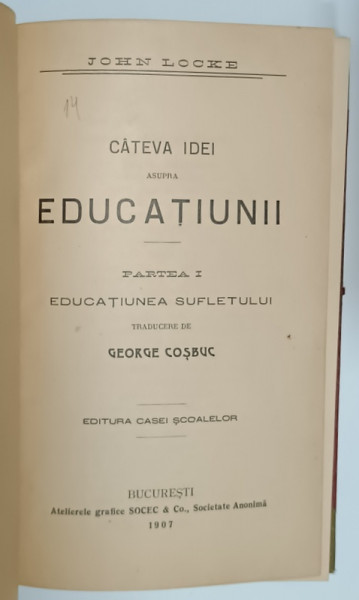 JOHN LOCKE
14
CÂTEVA IDEI
ASUPRA
EDUCAȚIUNII
PARTEA I
EDUCAȚIUNEA SUFLETULUI
TRADUCERE DE
GEORGE COȘBUC
EDITURA CASEI ȘCOALELOR
BUCUREȘTI
Atelierele grafice SOCEC & Co., Societate Anonimă
1907